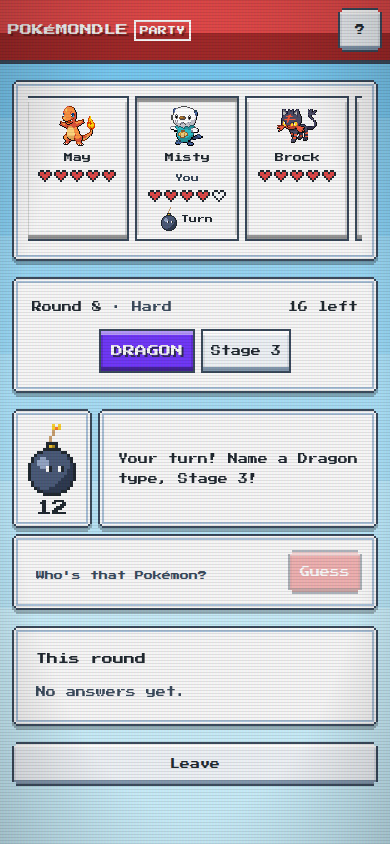 POKéMONDLE PARTY ?
May
Misty
Brock
You
Turn
Round 8 · Hard 16 left
DRAGON Stage 3
Your turn! Name a Dragon
type, Stage 3!
12
Who's that Pokémon? Guess
This round
No answers yet.
Leave